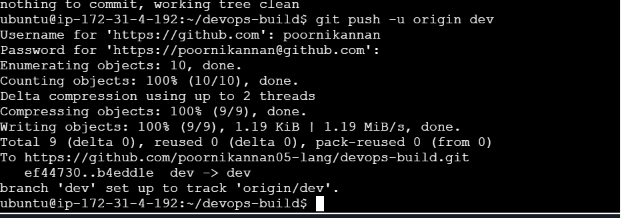 nothing to commit, working tree clean
ubuntu@ip-172-31-4-192:~/devops-build$ git push -u origin dev
Username for 'https://github.com': poornikannan
Password for 'https://poornikannan@github.com':
Enumerating objects: 10, done.
Counting objects: 100% (10/10), done.
Delta compression using up to 2 threads
Compressing objects: 100% (9/9), done.
Writing objects: 100% (9/9), 1.19 KiB | 1.19 MiB/s, done.
Total 9 (delta 0), reused 0 (delta 0), pack-reused 0 (from 0)
To https://github.com/poornikannan05-lang/devops-build.git
   ef44730..b4edd1e  dev -> dev
branch 'dev' set up to track 'origin/dev'.
ubuntu@ip-172-31-4-192:~/devops-build$